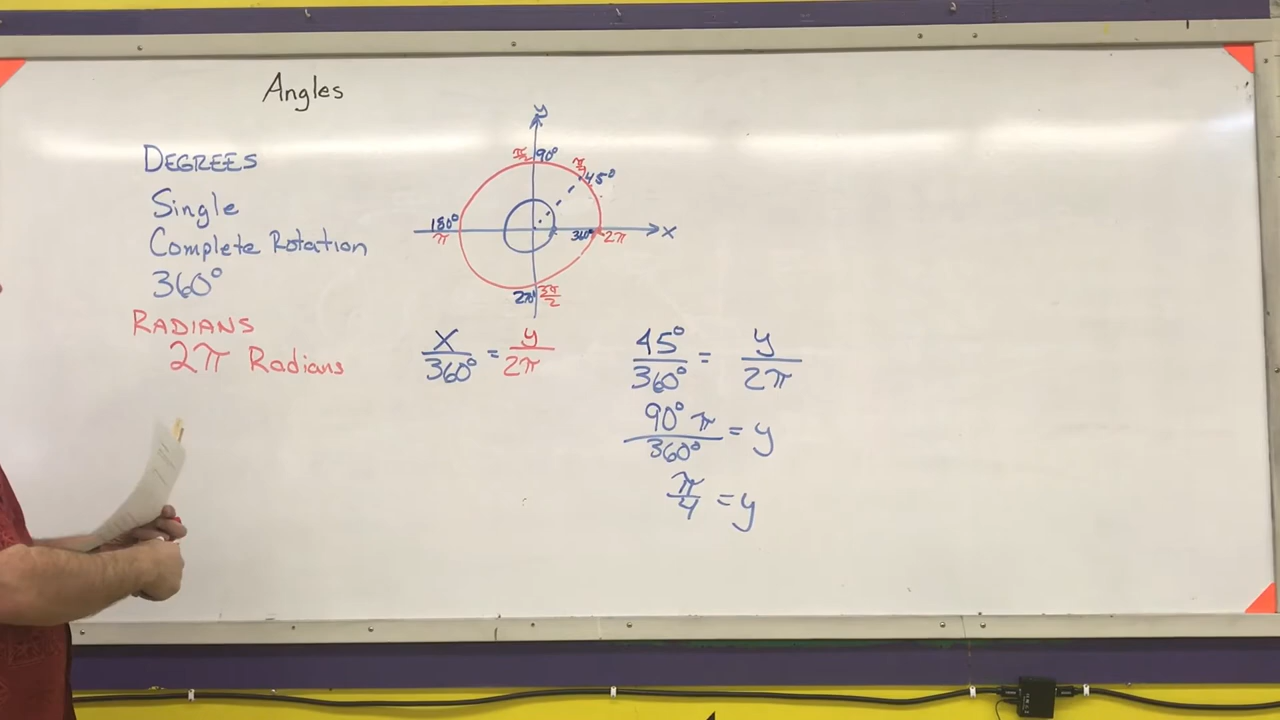 Angles
DEGREES
Single
Complete Rotation
360°
RADIANS
2π Radians
y
π/2 90°
π/4 45°
180° π
360° 2π
x
270° 3π/2
x/360° = y/2π
45°/360° = y/2π
90° π/360° = y
π/4 = y